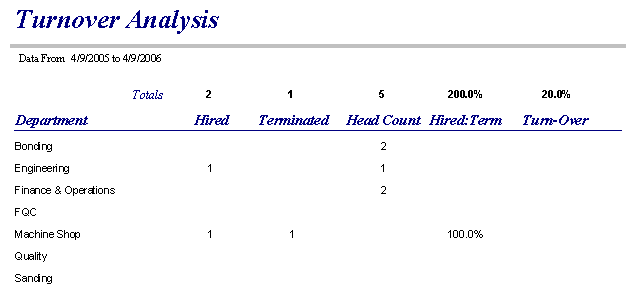 Turnover Analysis
Data From 4/9/2005 to 4/9/2006
Totals 2 1 5 200.0% 20.0%
Department Hired Terminated Head Count Hired:Term Turn-Over
Bonding 2
Engineering 1 1
Finance & Operations 2
FQC
Machine Shop 1 1 100.0%
Quality
Sanding